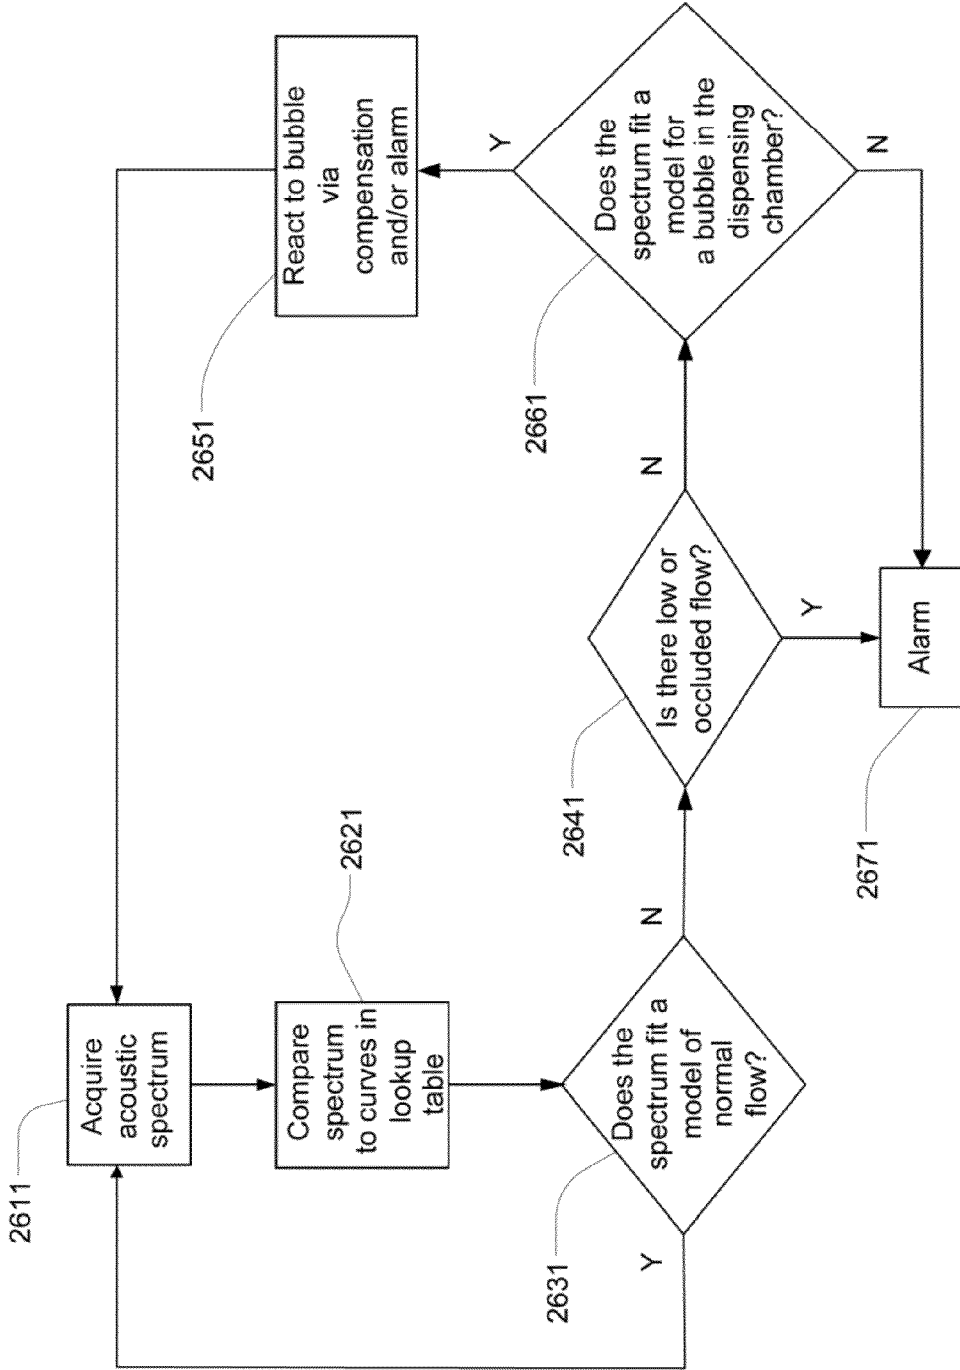 2611
Acquire
acoustic
spectrum
2621
Compare
spectrum
to curves in
lookup
table
2631
Does the
spectrum fit a
model of
normal
flow?
Y
N
2641
Is there low or
occluded flow?
Y
N
2651
React to bubble
via
compensation
and/or alarm
2661
Does the
spectrum fit a
model for
a bubble in the
dispensing
chamber?
Y
N
2671
Alarm